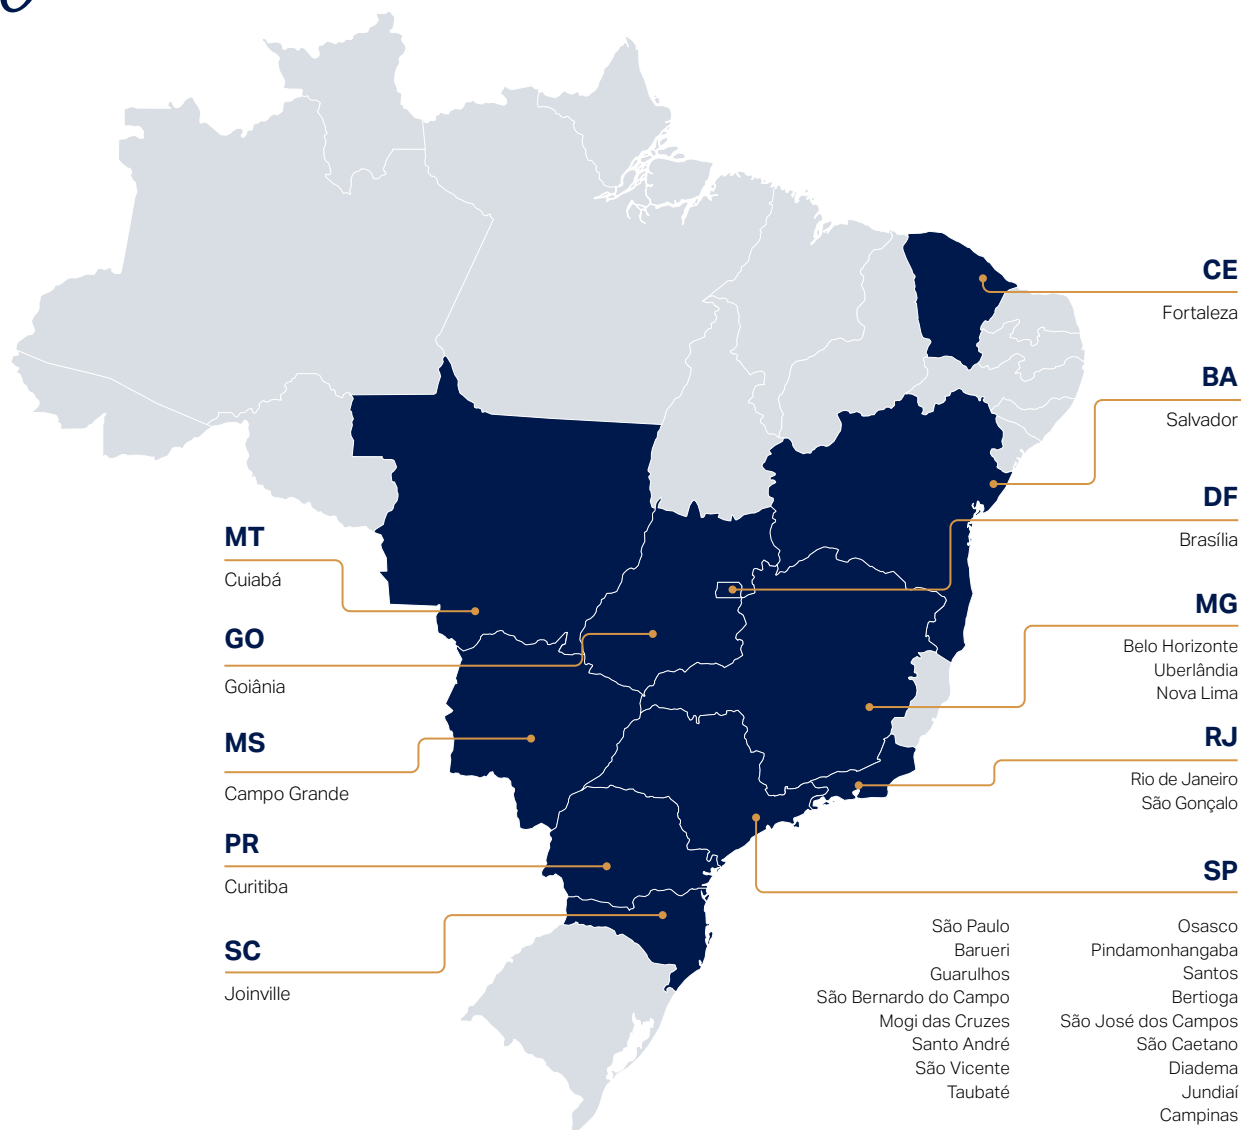 CE
Fortaleza
BA
Salvador
DF
Brasília
MG
Belo Horizonte
Uberlândia
Nova Lima
RJ
Rio de Janeiro
São Gonçalo
SP
São Paulo
Barueri
Guarulhos
São Bernardo do Campo
Mogi das Cruzes
Santo André
São Vicente
Taubaté
Osasco
Pindamonhangaba
Santos
Bertioga
São José dos Campos
São Caetano
Diadema
Jundiaí
Campinas
MT
Cuiabá
GO
Goiânia
MS
Campo Grande
PR
Curitiba
SC
Joinville